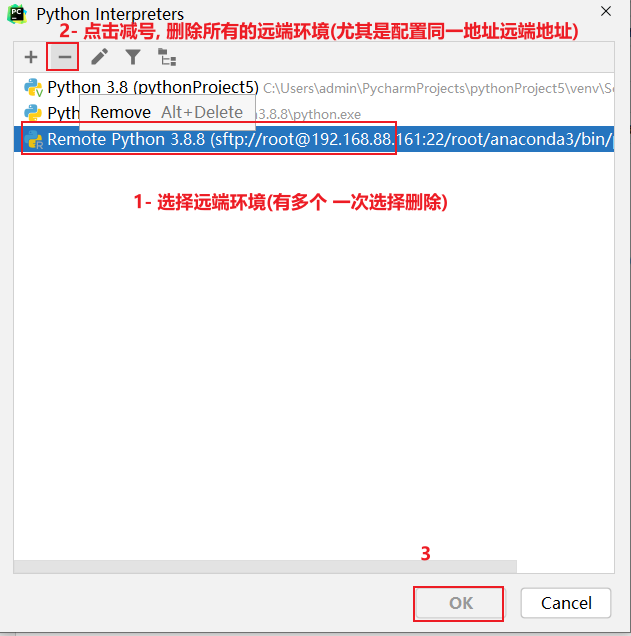 PC Python Interpreters
2- 点击减号, 删除所有的远端环境(尤其是配置同一地址远端地址)
Python 3.8 (pythonProject5) C:\Users\admin\PycharmProjects\pythonProject5\venv\Sc
Pyth 3.8.8\python.exe
Remove Alt+Delete
Remote Python 3.8.8 (sftp://root@192.168.88.161:22/root/anaconda3/bin/p
1- 选择远端环境(有多个 一次选择删除)
3
OK Cancel